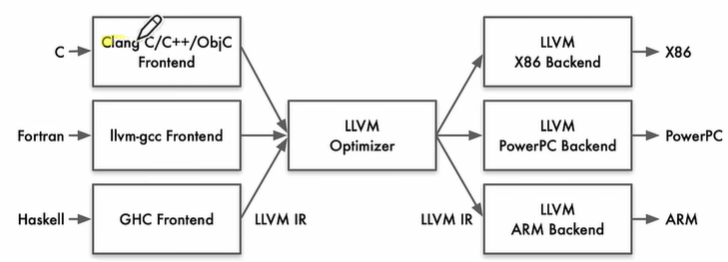 C
Clang C/C++/ObjC
Frontend
LLVM
X86 Backend
X86
Fortran
llvm-gcc Frontend
LLVM
Optimizer
LLVM
PowerPC Backend
PowerPC
Haskell
GHC Frontend
LLVM IR
LLVM IR
LLVM
ARM Backend
ARM